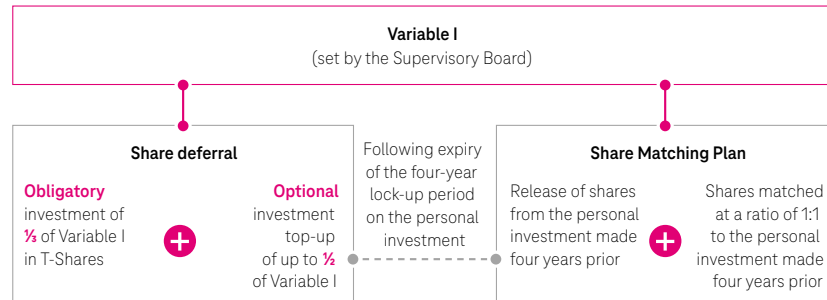 Variable I
(set by the Supervisory Board)
Share deferral
Obligatory
investment of
⅓ of Variable I
in T-Shares
Optional
investment
top-up
of up to ½
of Variable I
Following expiry
of the four-year
lock-up period
on the personal
investment
Share Matching Plan
Release of shares
from the personal
investment made
four years prior
Shares matched
at a ratio of 1:1
to the personal
investment made
four years prior